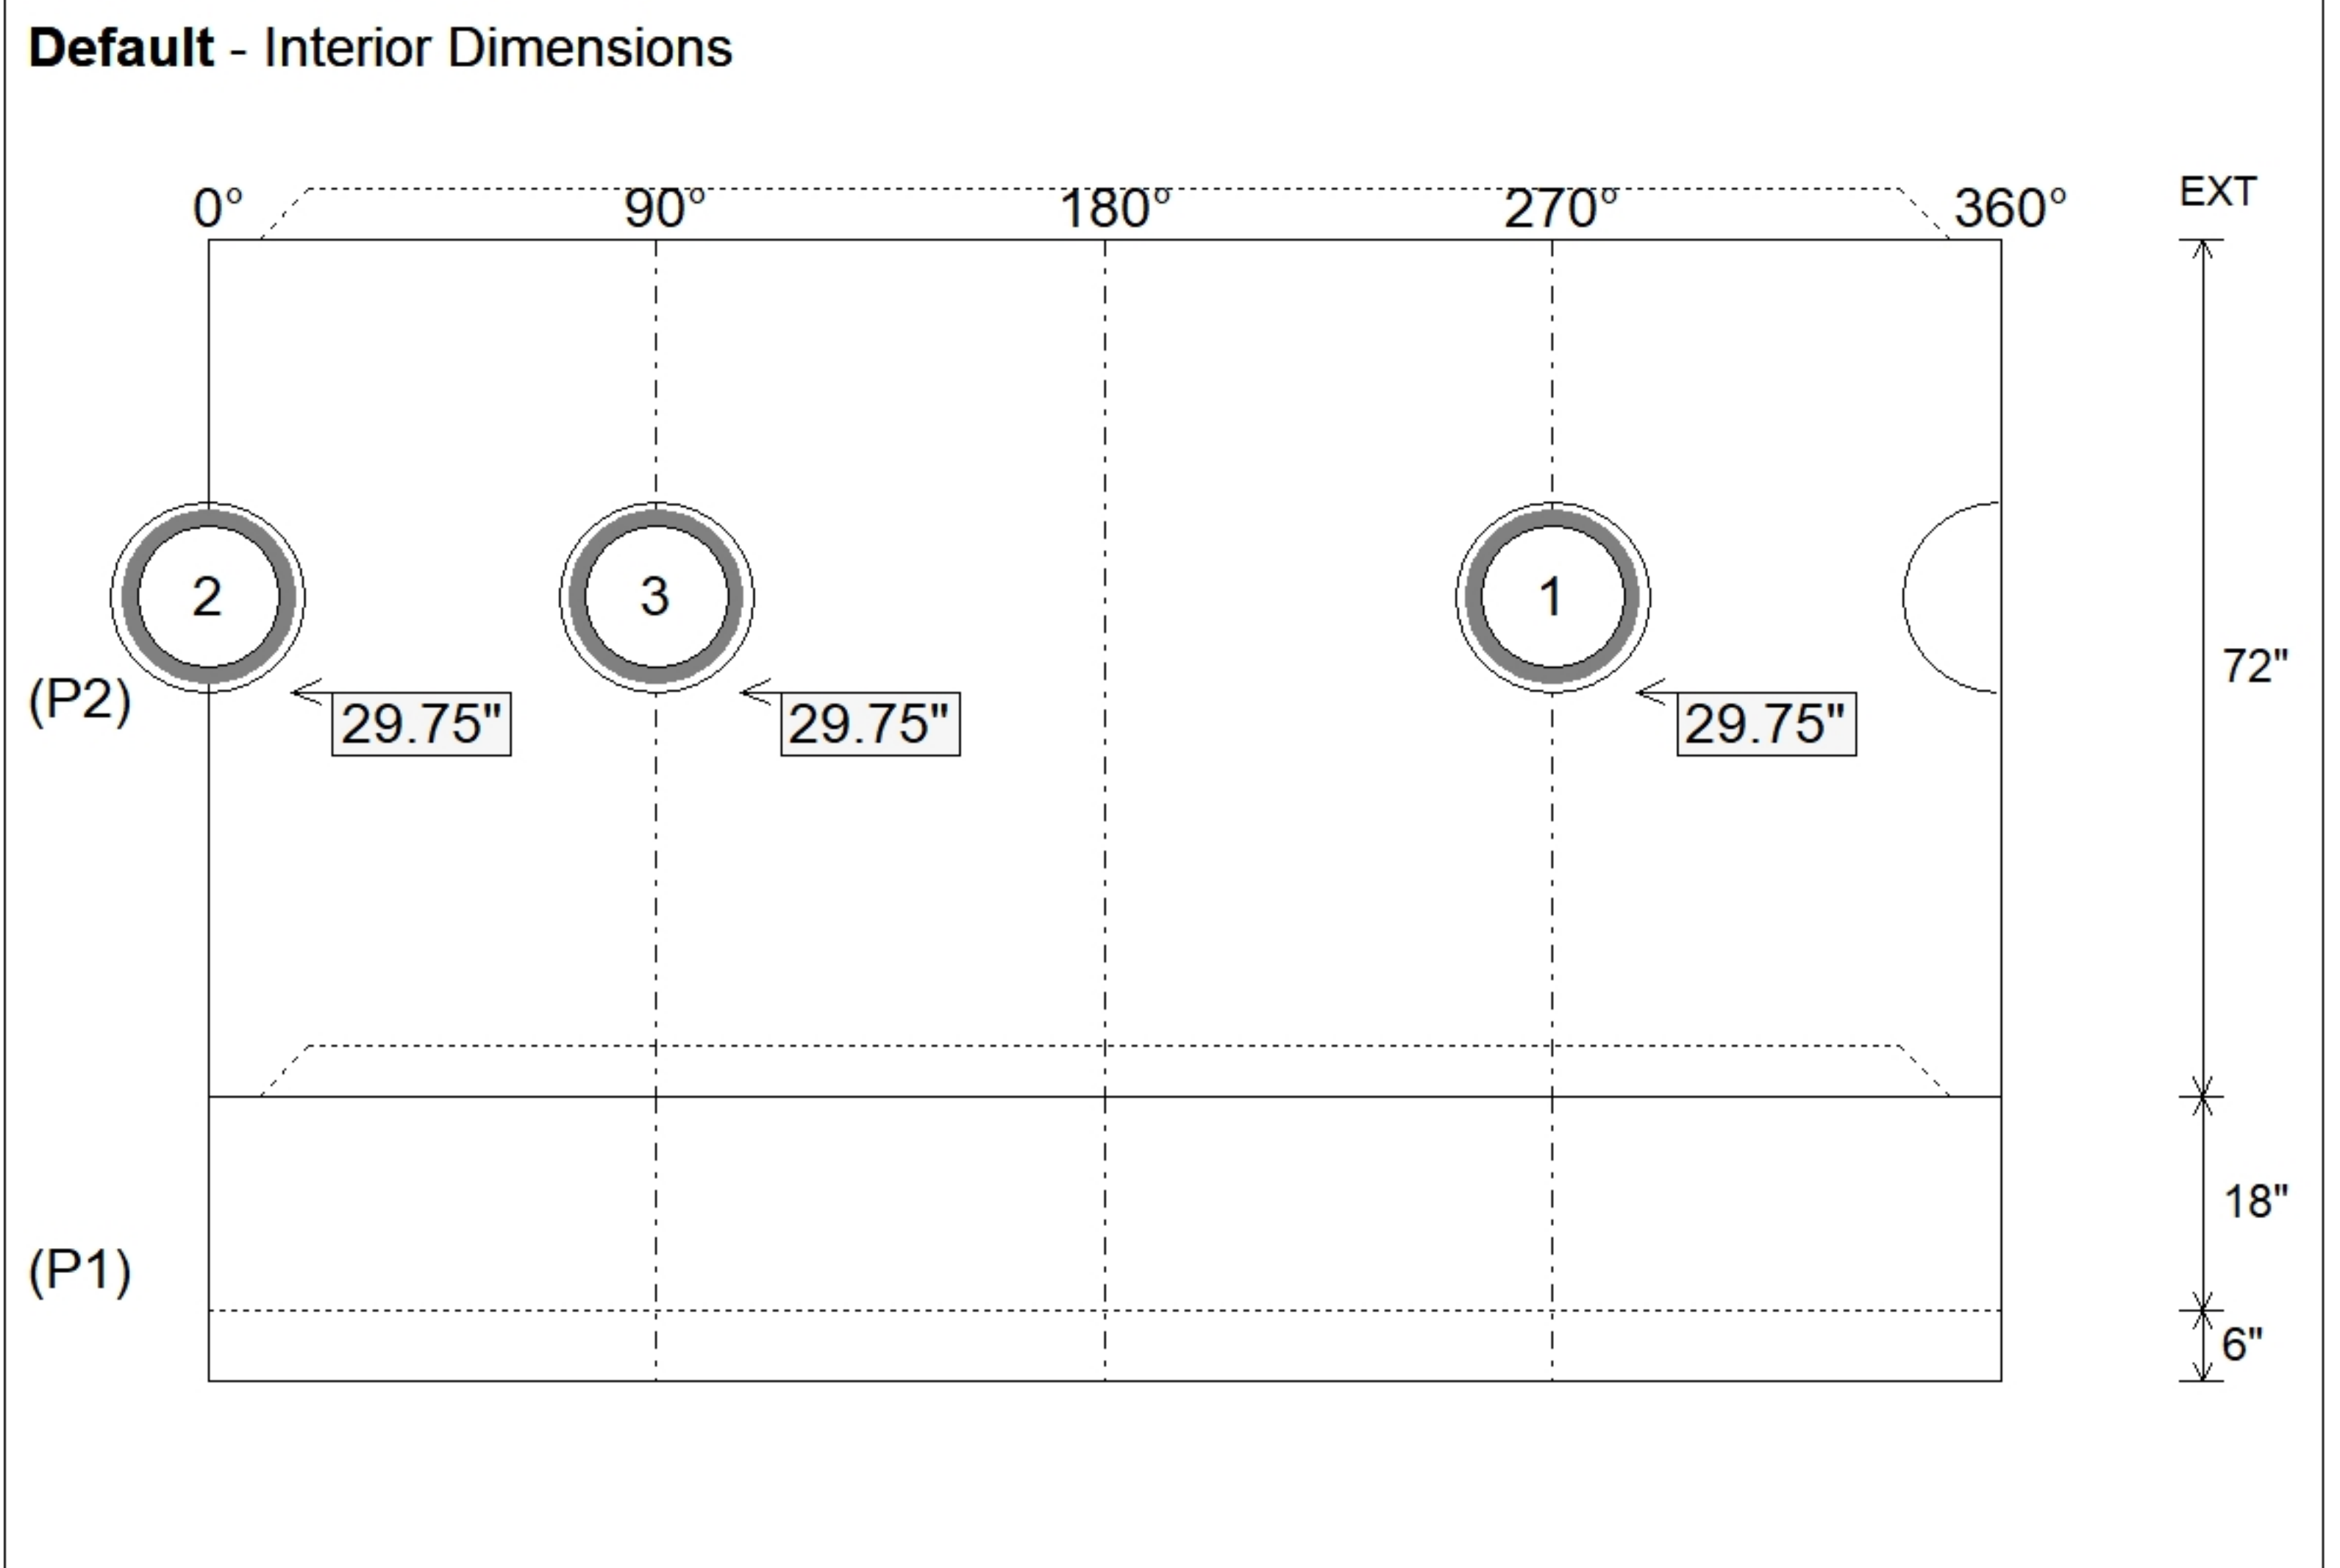 Default - Interior Dimensions
0° 90° 180° 270° 360° EXT
2 3 1
(P2) 72"
29.75" 29.75" 29.75"
18"
(P1)
6"